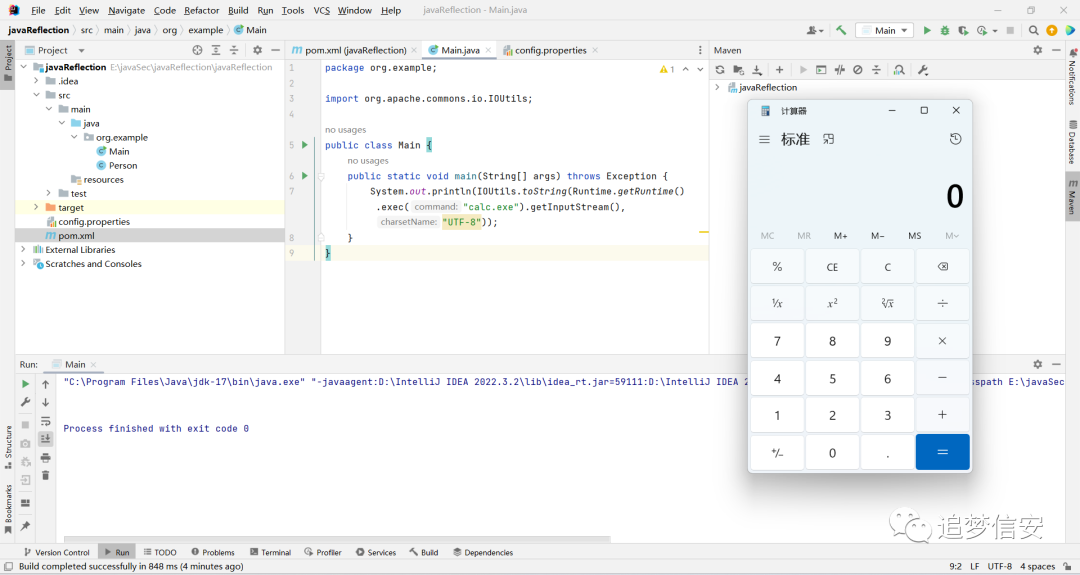 File Edit View Navigate Code Refactor Build Run Tools VCS Window Help javaReflection - Main.java
javaReflection src main java org example Main
Main
Project
pom.xml (javaReflection)
Main.java
config.properties
Maven
javaReflection E:\javaSec\javaReflection\javaReflection
.idea
src
main
java
org.example
Main
Person
resources
test
target
config.properties
pom.xml
External Libraries
Scratches and Consoles
1 package org.example;
2
3 import org.apache.commons.io.IOUtils;
4
no usages
5 public class Main {
no usages
6 public static void main(String[] args) throws Exception {
7 System.out.println(IOUtils.toString(Runtime.getRuntime()
.exec( command: "calc.exe").getInputStream(),
charsetName: "UTF-8"));
8 }
9 }
1
javaReflection
计算器
标准
0
MC MR M+ M− MS M
% CE C
¹/x x² ²√x ÷
7 8 9 ×
4 5 6 −
1 2 3 +
+/− 0 . =
Project
Structure
Bookmarks
Notifications
Database
Maven
Run: Main
"C:\Program Files\Java\jdk-17\bin\java.exe" "-javaagent:D:\IntelliJ IDEA 2022.3.2\lib\idea_rt.jar=59111:D:\IntelliJ IDEA 2
sspath E:\javaSec
Process finished with exit code 0
追梦信安
Version Control Run TODO Problems Terminal Profiler Services Build Dependencies
Build completed successfully in 848 ms (4 minutes ago) 9:2 LF UTF-8 4 spaces